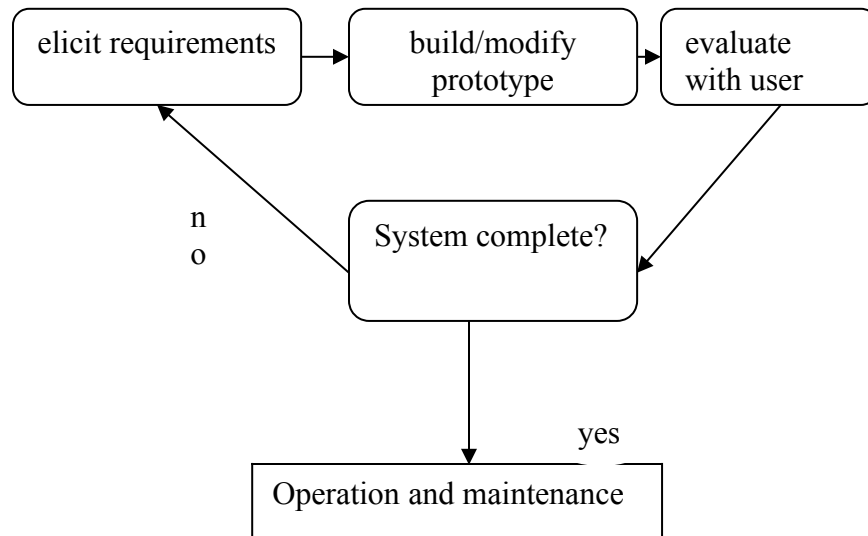 elicit requirements
build/modify
prototype
evaluate
with user
n
o
System complete?
yes
Operation and maintenance